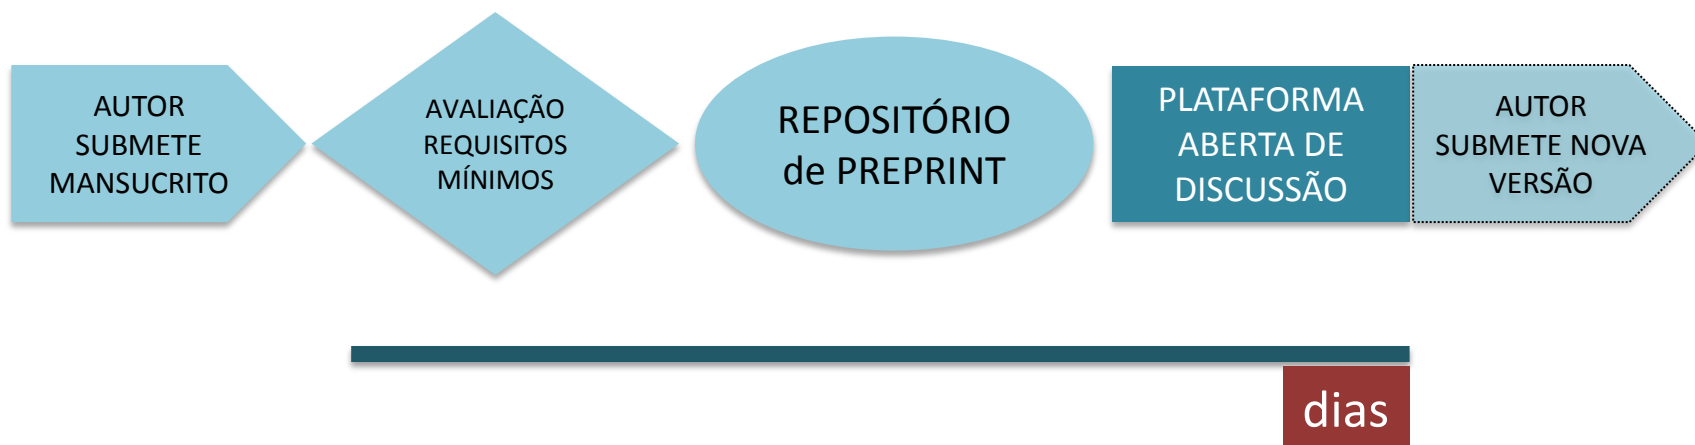 AUTOR
SUBMETE
MANSUCRITO
AVALIAÇÃO
REQUISITOS
MÍNIMOS
REPOSITÓRIO
de PREPRINT
PLATAFORMA
ABERTA DE
DISCUSSÃO
AUTOR
SUBMETE NOVA
VERSÃO
dias